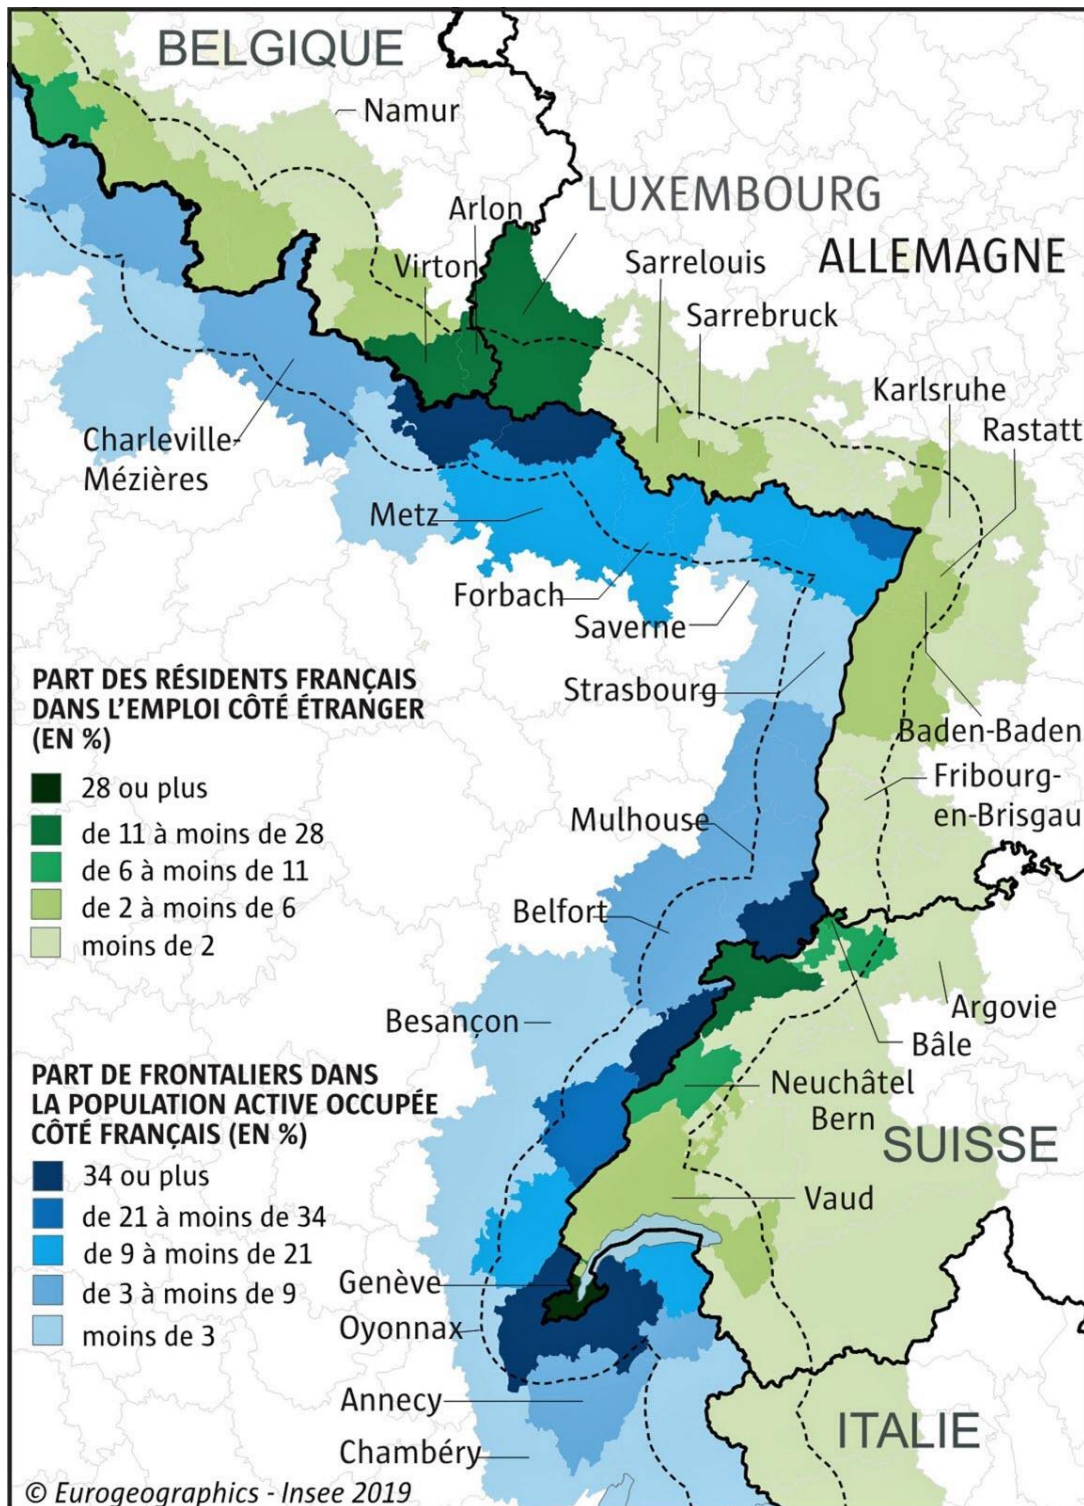 BELGIQUE
Namur
LUXEMBOURG
Arlon
Virton
Sarrelouis
ALLEMAGNE
Sarrebruck
Karlsruhe
Rastatt
Charleville-
Mézières
Metz
Forbach
Saverne
Strasbourg
Baden-Baden
Fribourg-
en-Brisgau
Mulhouse
Belfort
Besançon
Argovie
Bâle
Neuchâtel
Bern
SUISSE
Vaud
Genève
Oyonnax
Annecy
Chambéry
ITALIE
PART DES RÉSIDENTS FRANÇAIS
DANS L'EMPLOI CÔTÉ ÉTRANGER
(EN %)
28 ou plus
de 11 à moins de 28
de 6 à moins de 11
de 2 à moins de 6
moins de 2
PART DE FRONTALIERS DANS
LA POPULATION ACTIVE OCCUPÉE
CÔTÉ FRANÇAIS (EN %)
34 ou plus
de 21 à moins de 34
de 9 à moins de 21
de 3 à moins de 9
moins de 3
© Eurogeographics - Insee 2019